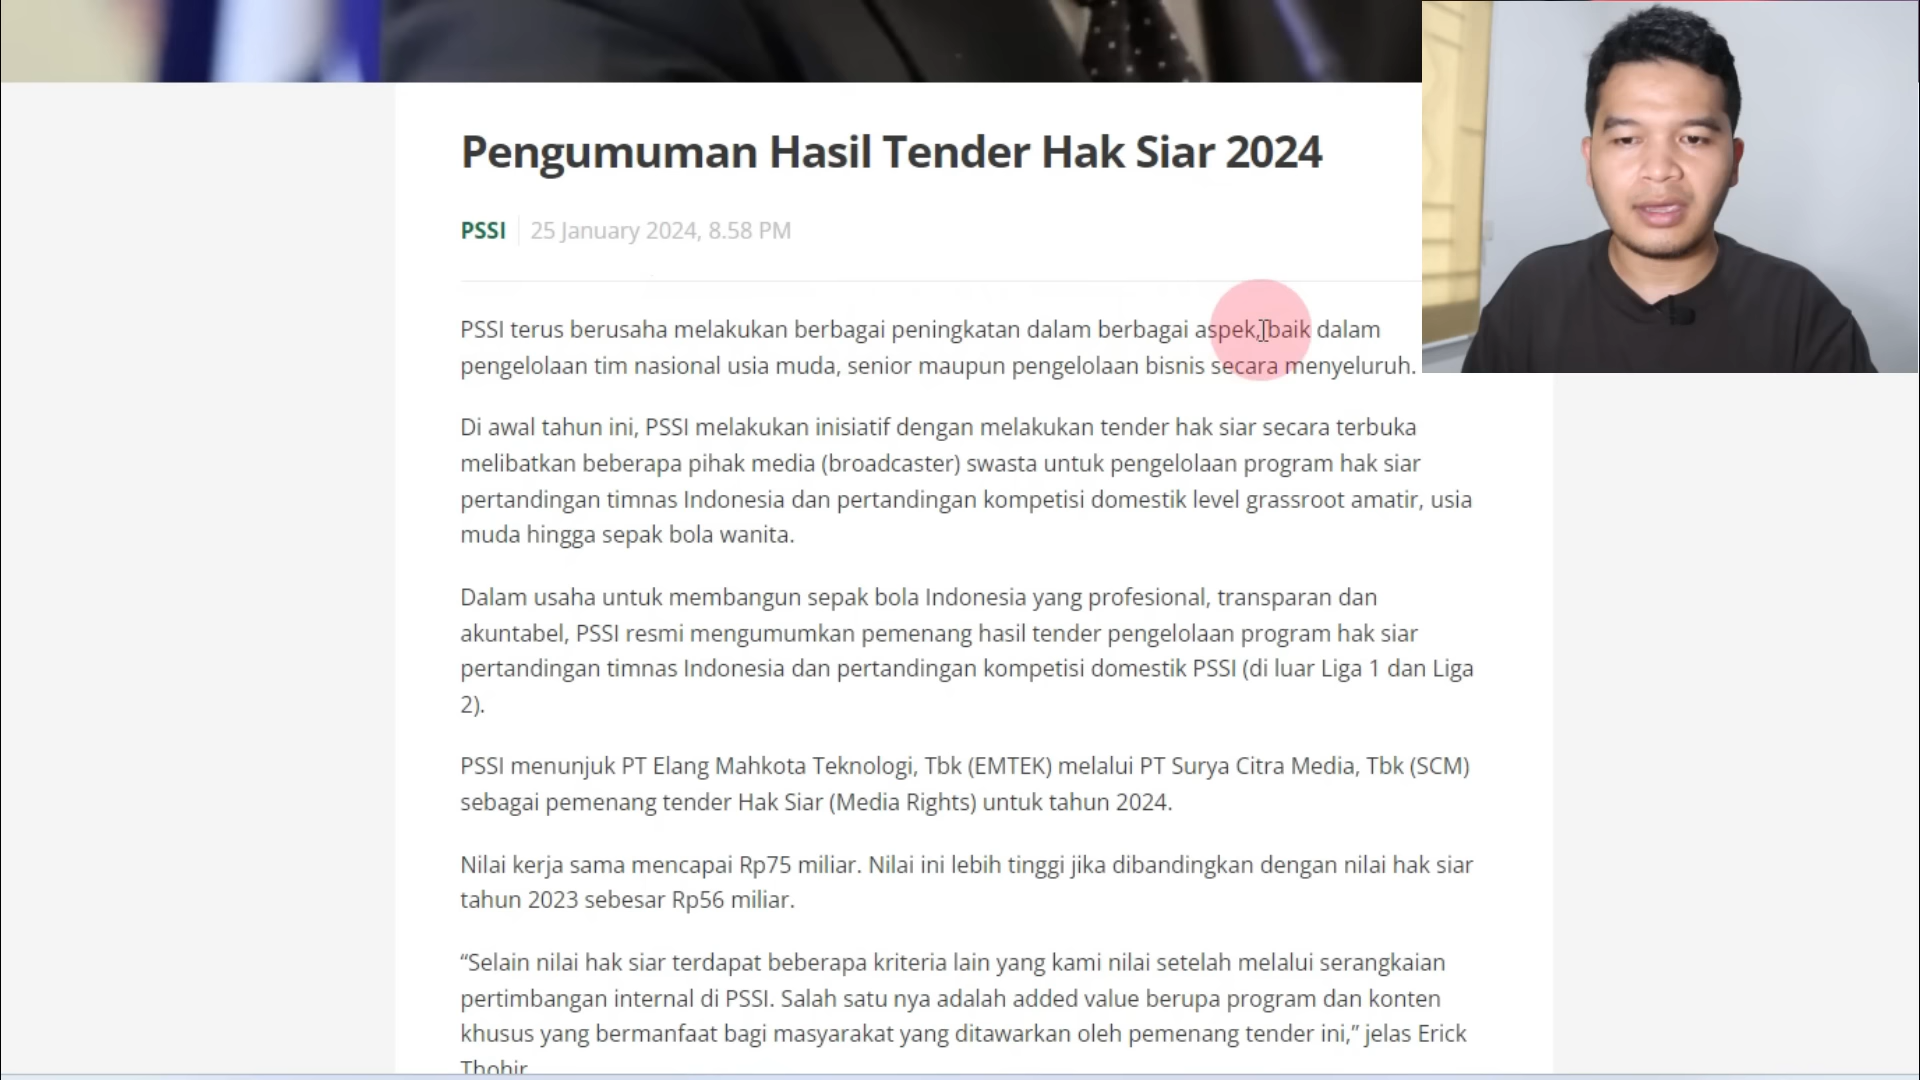 Pengumuman Hasil Tender Hak Siar 2024
PSSI 25 January 2024, 8.58 PM
PSSI terus berusaha melakukan berbagai peningkatan dalam berbagai aspek, baik dalam
pengelolaan tim nasional usia muda, senior maupun pengelolaan bisnis secara menyeluruh.
Di awal tahun ini, PSSI melakukan inisiatif dengan melakukan tender hak siar secara terbuka
melibatkan beberapa pihak media (broadcaster) swasta untuk pengelolaan program hak siar
pertandingan timnas Indonesia dan pertandingan kompetisi domestik level grassroot amatir, usia
muda hingga sepak bola wanita.
Dalam usaha untuk membangun sepak bola Indonesia yang profesional, transparan dan
akuntabel, PSSI resmi mengumumkan pemenang hasil tender pengelolaan program hak siar
pertandingan timnas Indonesia dan pertandingan kompetisi domestik PSSI (di luar Liga 1 dan Liga
2).
PSSI menunjuk PT Elang Mahkota Teknologi, Tbk (EMTEK) melalui PT Surya Citra Media, Tbk (SCM)
sebagai pemenang tender Hak Siar (Media Rights) untuk tahun 2024.
Nilai kerja sama mencapai Rp75 miliar. Nilai ini lebih tinggi jika dibandingkan dengan nilai hak siar
tahun 2023 sebesar Rp56 miliar.
“Selain nilai hak siar terdapat beberapa kriteria lain yang kami nilai setelah melalui serangkaian
pertimbangan internal di PSSI. Salah satu nya adalah added value berupa program dan konten
khusus yang bermanfaat bagi masyarakat yang ditawarkan oleh pemenang tender ini,” jelas Erick
Thohir